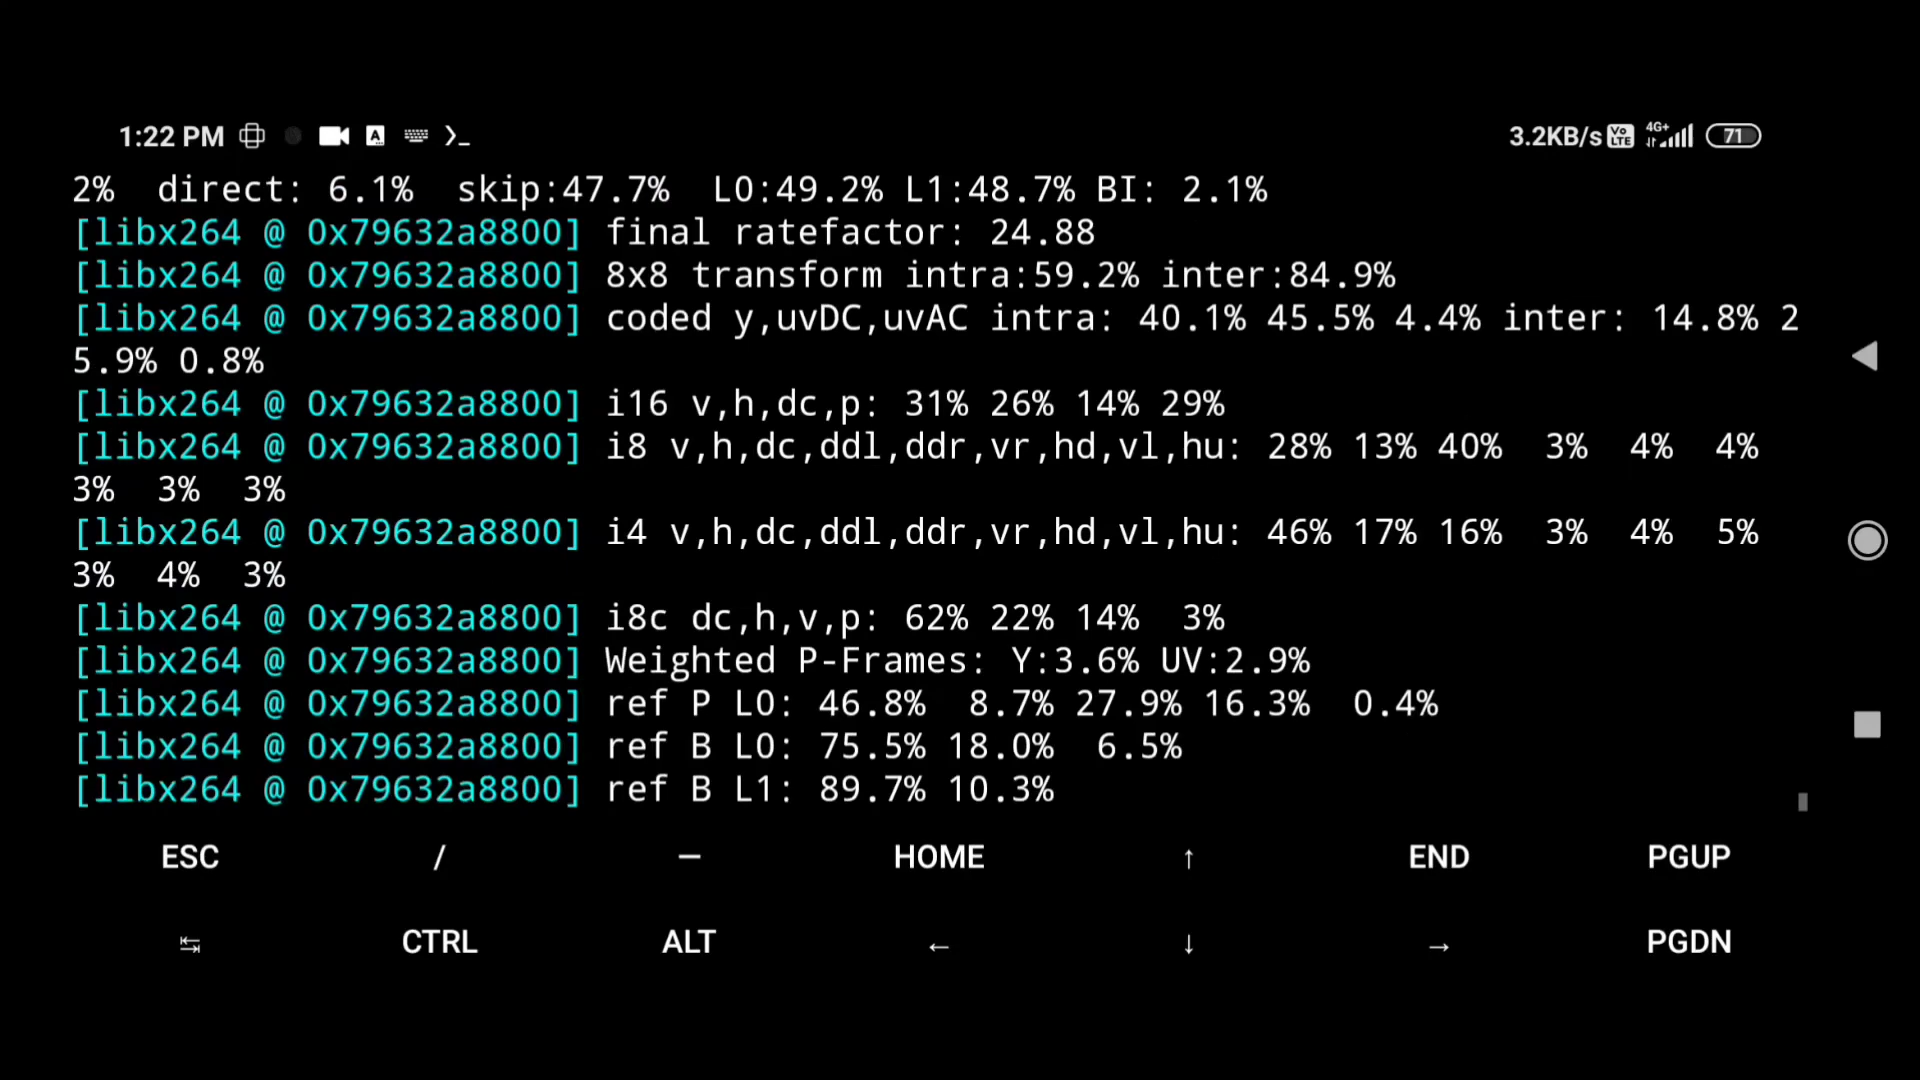 1:22 PM A >_ 3.2KB/s Vo LTE 4G+ 71
2%  direct: 6.1%  skip:47.7%  L0:49.2% L1:48.7% BI: 2.1%
[libx264 @ 0x79632a8800] final ratefactor: 24.88
[libx264 @ 0x79632a8800] 8x8 transform intra:59.2% inter:84.9%
[libx264 @ 0x79632a8800] coded y,uvDC,uvAC intra: 40.1% 45.5% 4.4% inter: 14.8% 2
5.9% 0.8%
[libx264 @ 0x79632a8800] i16 v,h,dc,p: 31% 26% 14% 29%
[libx264 @ 0x79632a8800] i8 v,h,dc,ddl,ddr,vr,hd,vl,hu: 28% 13% 40%  3%  4%  4%
3%  3%  3%
[libx264 @ 0x79632a8800] i4 v,h,dc,ddl,ddr,vr,hd,vl,hu: 46% 17% 16%  3%  4%  5%
3%  4%  3%
[libx264 @ 0x79632a8800] i8c dc,h,v,p: 62% 22% 14%  3%
[libx264 @ 0x79632a8800] Weighted P-Frames: Y:3.6% UV:2.9%
[libx264 @ 0x79632a8800] ref P L0: 46.8%  8.7% 27.9% 16.3%  0.4%
[libx264 @ 0x79632a8800] ref B L0: 75.5% 18.0%  6.5%
[libx264 @ 0x79632a8800] ref B L1: 89.7% 10.3%
ESC / — HOME ↑ END PGUP
↹ CTRL ALT ← ↓ → PGDN